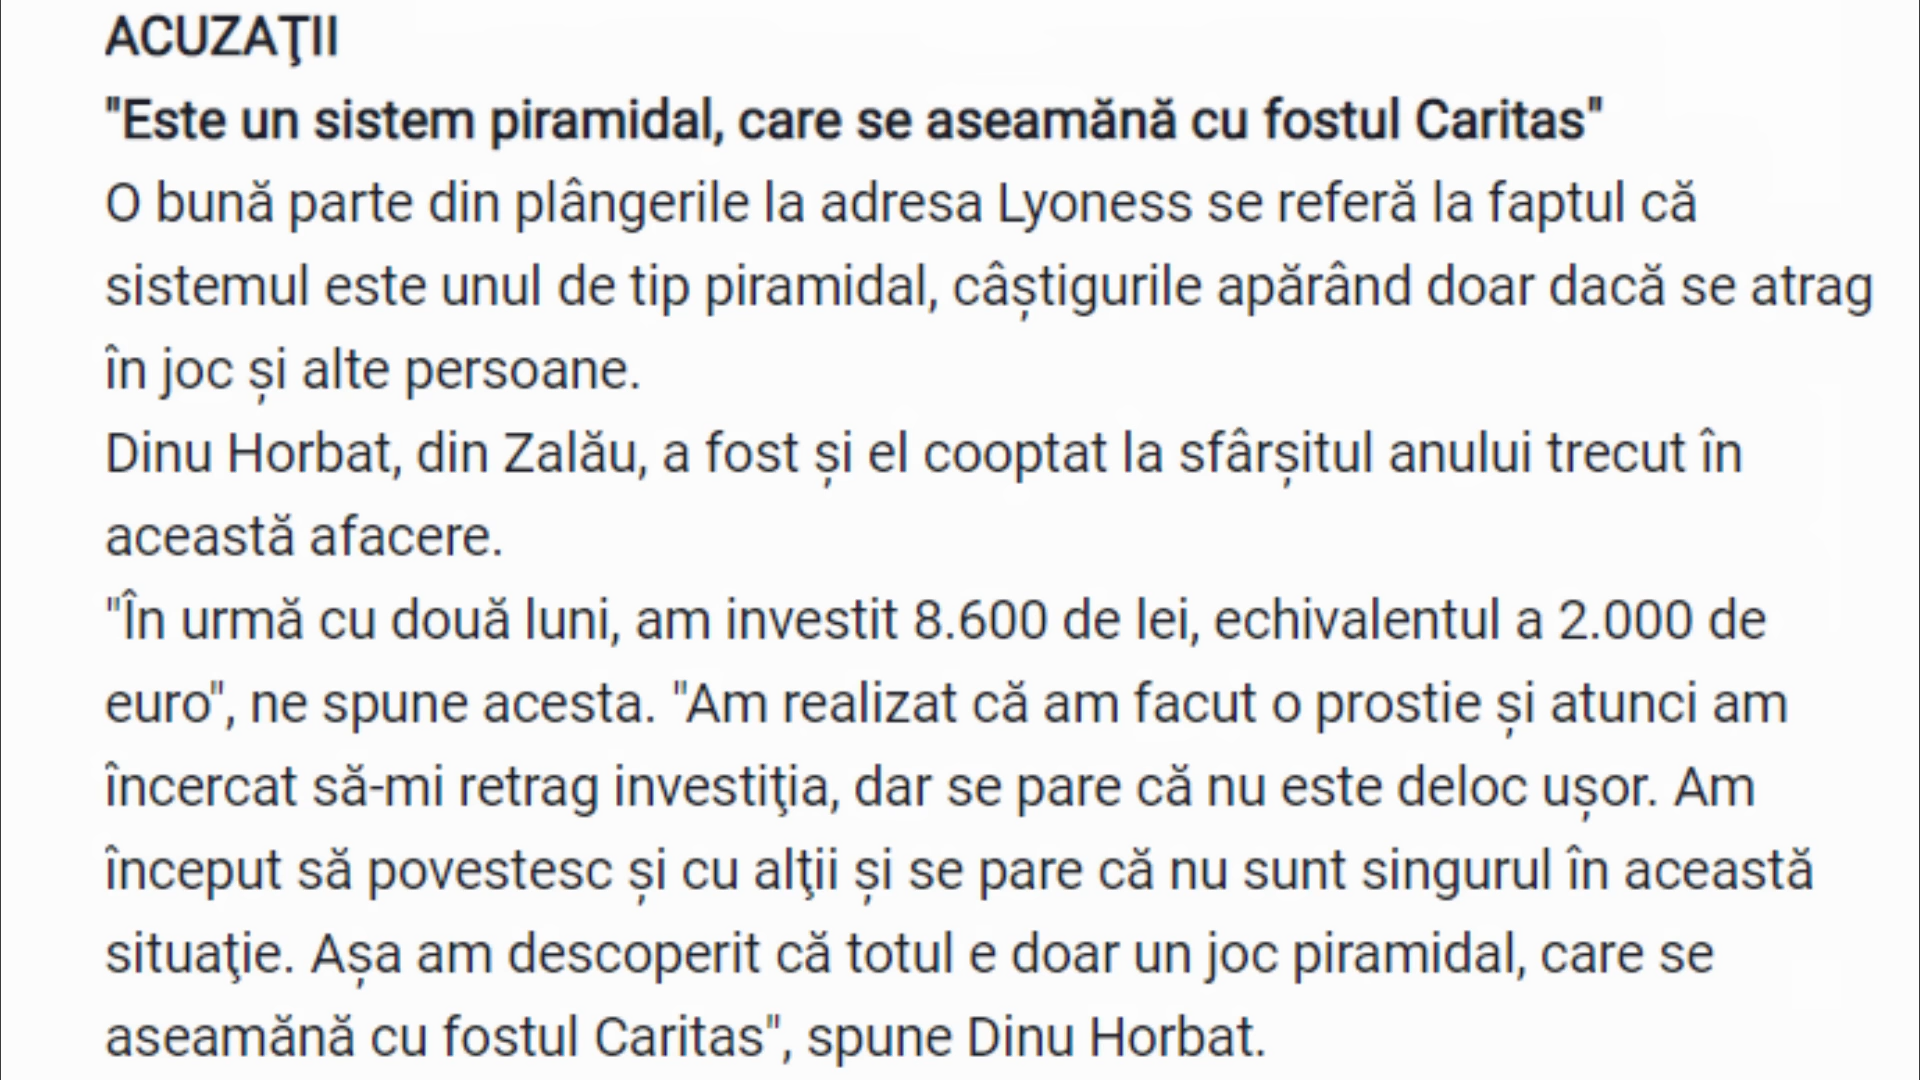 ACUZAŢII
"Este un sistem piramidal, care se aseamănă cu fostul Caritas"
O bună parte din plângerile la adresa Lyoness se referă la faptul că
sistemul este unul de tip piramidal, câștigurile apărând doar dacă se atrag
în joc și alte persoane.
Dinu Horbat, din Zalău, a fost și el cooptat la sfârșitul anului trecut în
această afacere.
"În urmă cu două luni, am investit 8.600 de lei, echivalentul a 2.000 de
euro", ne spune acesta. "Am realizat că am facut o prostie și atunci am
încercat să-mi retrag investiţia, dar se pare că nu este deloc ușor. Am
început să povestesc și cu alţii și se pare că nu sunt singurul în această
situaţie. Așa am descoperit că totul e doar un joc piramidal, care se
aseamănă cu fostul Caritas", spune Dinu Horbat.